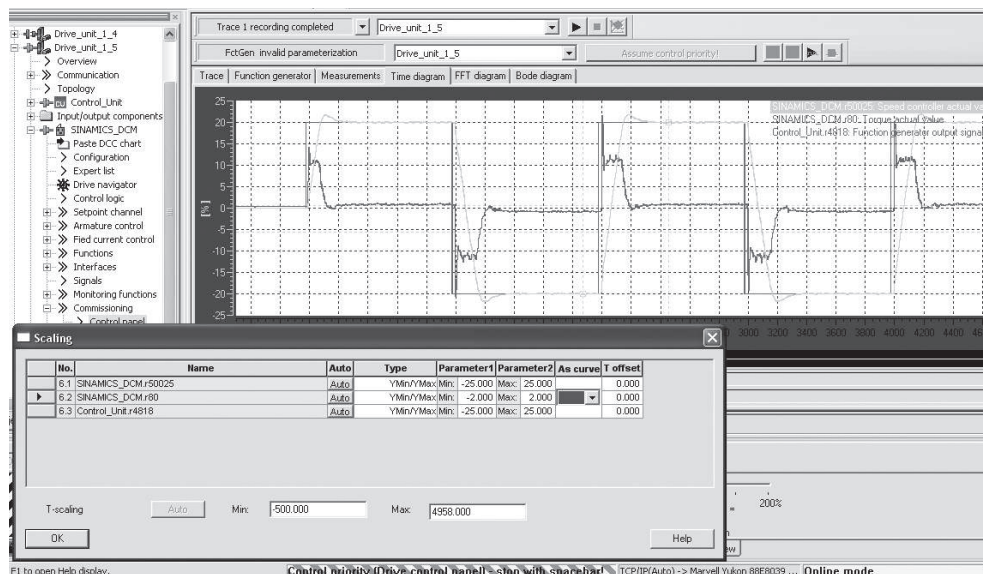 Drive_unit_1_4
Drive_unit_1_5
Overview
Communication
Topology
CU Control_Unit
Input/output components
SINAMICS_DCM
Paste DCC chart
Configuration
Expert list
Drive navigator
Control logic
Setpoint channel
Armature control
Fied current control
Functions
Interfaces
Signals
Monitoring functions
Commissioning
Control panel
Trace 1 recording completed Drive_unit_1_5
FctGen invalid parameterization Drive_unit_1_5 Assume control priority!
Trace Function generator Measurements Time diagram FFT diagram Bode diagram
SINAMICS_DCM.r50025: Speed controller actual va
SINAMICS_DCM.r80: Torque actual value
Control_Unit.r4818: Function generator output signal
25
20
15
10
5
0
-5
-10
-15
-20
-25
[%]
3000 3200 3400 3600 3800 4000 4200 4400 46
Scaling
No. Name Auto Type Parameter1 Parameter2 As curve T offset
6.1 SINAMICS_DCM.r50025 Auto YMin/YMax Min: -25.000 Max: 25.000 0.000
6.2 SINAMICS_DCM.r80 Auto YMin/YMax Min: -2.000 Max: 2.000 0.000
6.3 Control_Unit.r4818 Auto YMin/YMax Min: -25.000 Max: 25.000 0.000
T-scaling Auto Min: -500.000 Max: 4958.000
OK Help
200%
F1 to open Help display. Control priority (Drive control panel) - stop with spacebar! TCP/IP(Auto) -> Marvell Yukon 88E8039 ... Online mode